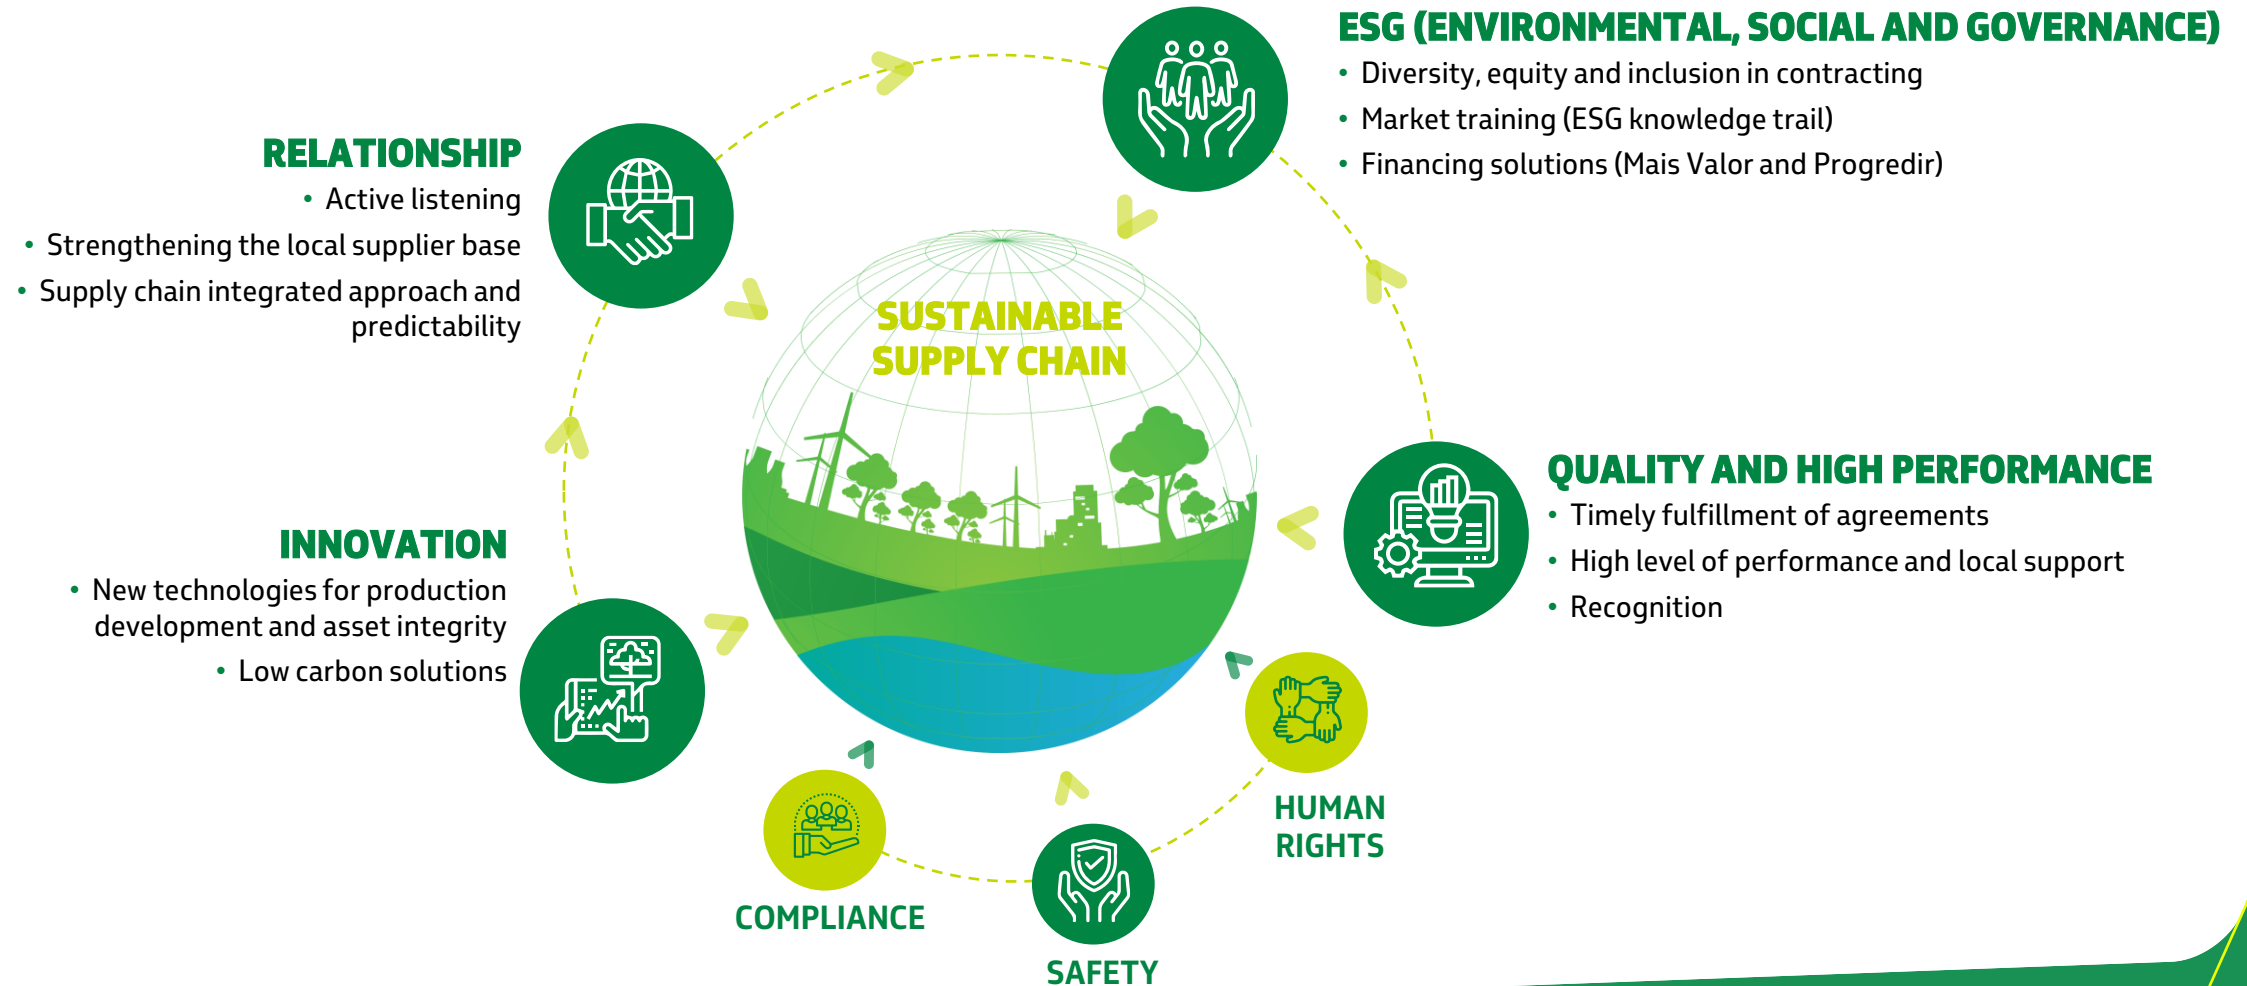 ESG (ENVIRONMENTAL, SOCIAL AND GOVERNANCE)
• Diversity, equity and inclusion in contracting
• Market training (ESG knowledge trail)
• Financing solutions (Mais Valor and Progredir)
RELATIONSHIP
• Active listening
• Strengthening the local supplier base
• Supply chain integrated approach and
predictability
SUSTAINABLE
SUPPLY CHAIN
QUALITY AND HIGH PERFORMANCE
• Timely fulfillment of agreements
• High level of performance and local support
• Recognition
INNOVATION
• New technologies for production
development and asset integrity
• Low carbon solutions
HUMAN
RIGHTS
COMPLIANCE
SAFETY